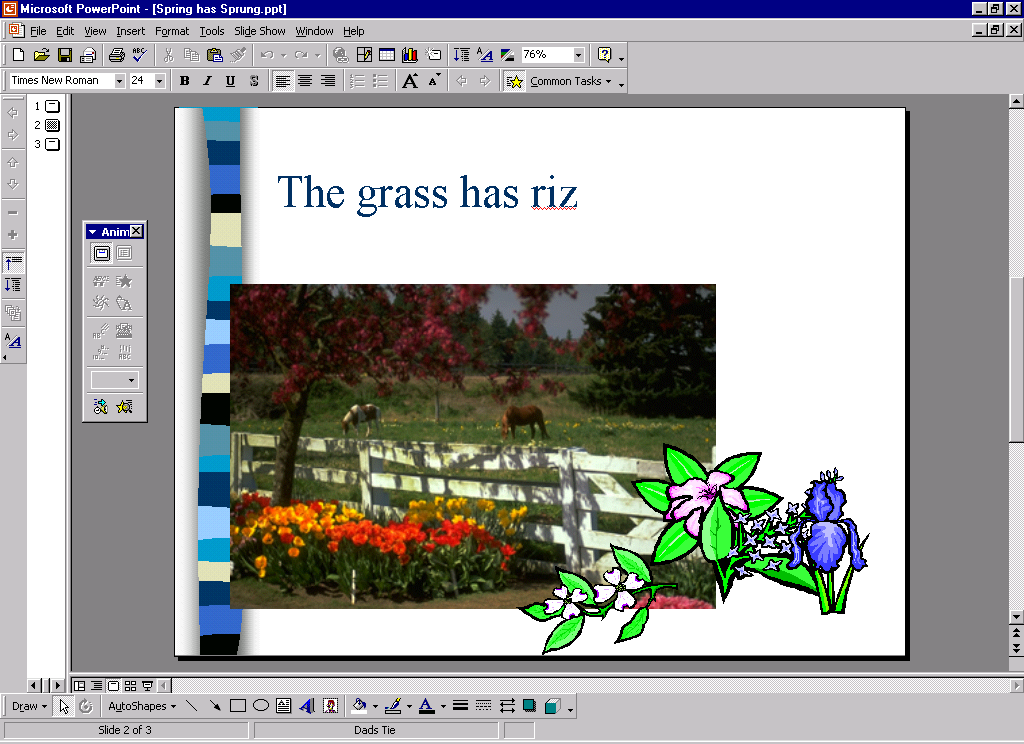 Microsoft PowerPoint - [Spring has Sprung.ppt]
File Edit View Insert Format Tools Slide Show Window Help
76%
Times New Roman 24 B I U S A A Common Tasks
1
2
3
Anim
The grass has riz
Draw AutoShapes
Slide 2 of 3 Dads Tie